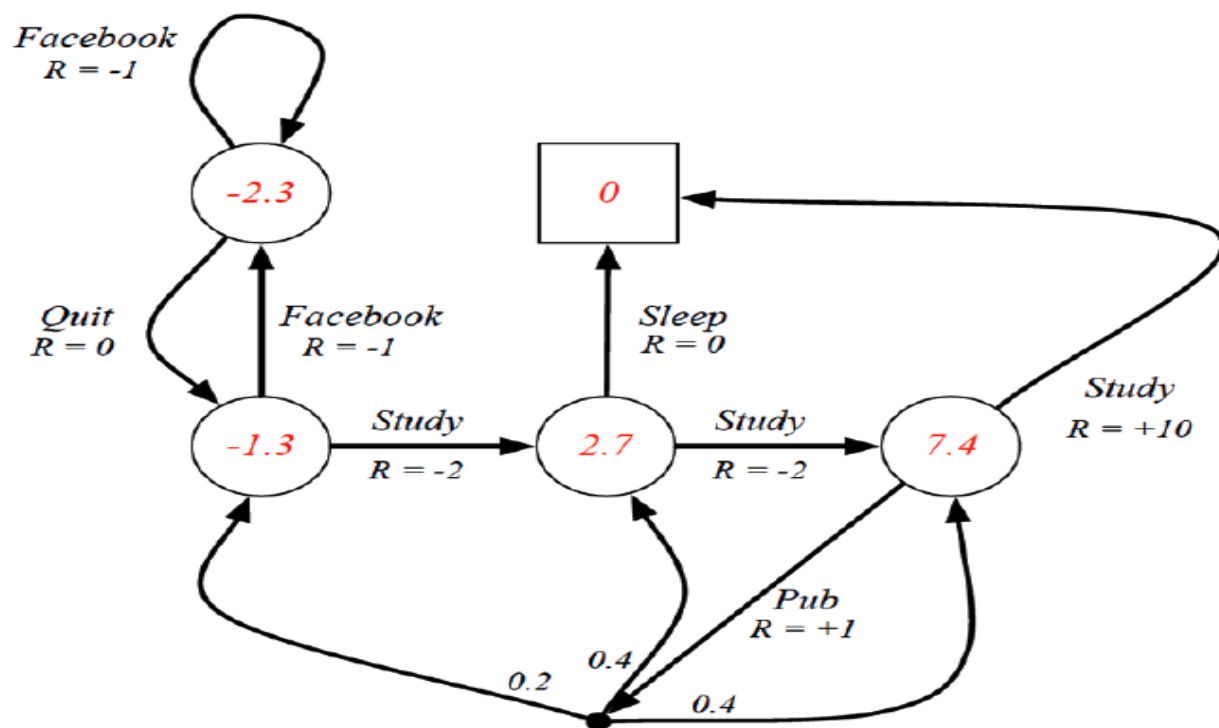 Facebook
R = -1
-2.3
0
Quit
R = 0
Facebook
R = -1
Sleep
R = 0
Study
R = +10
-1.3
Study
R = -2
2.7
Study
R = -2
7.4
Pub
R = +1
0.2
0.4
0.4